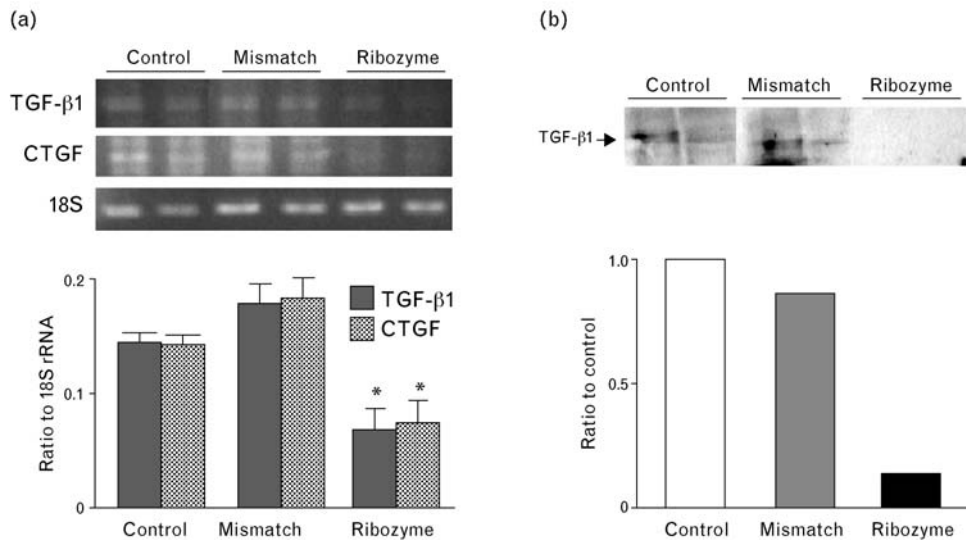 (a)
Control Mismatch Ribozyme
TGF-β1
CTGF
18S
0.2
0.1
0
Ratio to 18S rRNA
TGF-β1
CTGF
* *
Control Mismatch Ribozyme
(b)
Control Mismatch Ribozyme
TGF-β1
1.0
0.5
0
Ratio to control
Control Mismatch Ribozyme